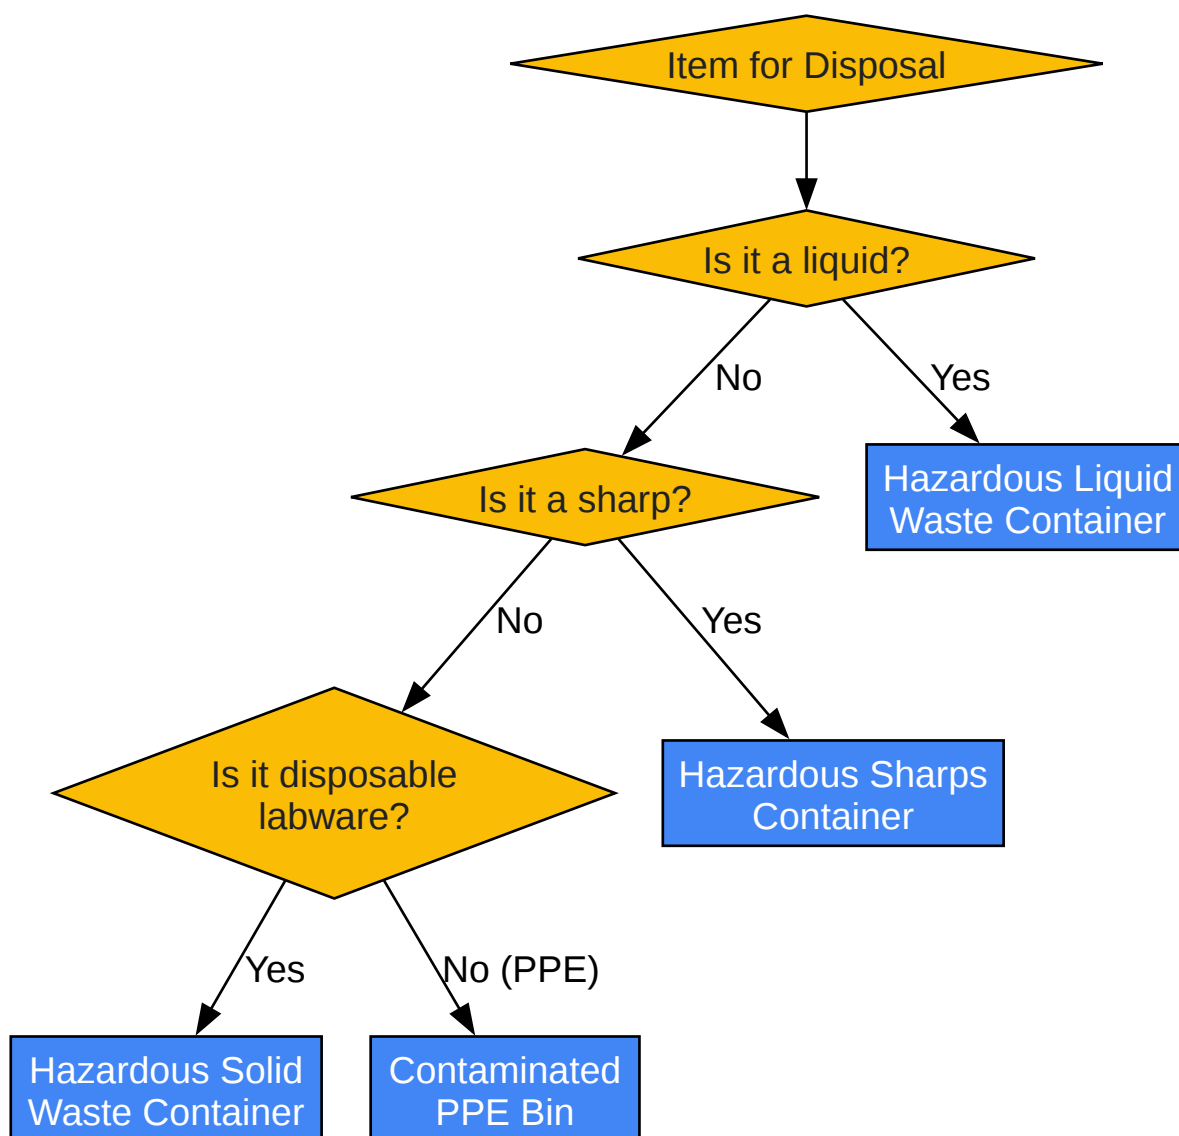 Item for Disposal
Is it a liquid?
No
Yes
Hazardous Liquid
Waste Container
Is it a sharp?
No
Yes
Hazardous Sharps
Container
Is it disposable
labware?
Yes
No (PPE)
Hazardous Solid
Waste Container
Contaminated
PPE Bin